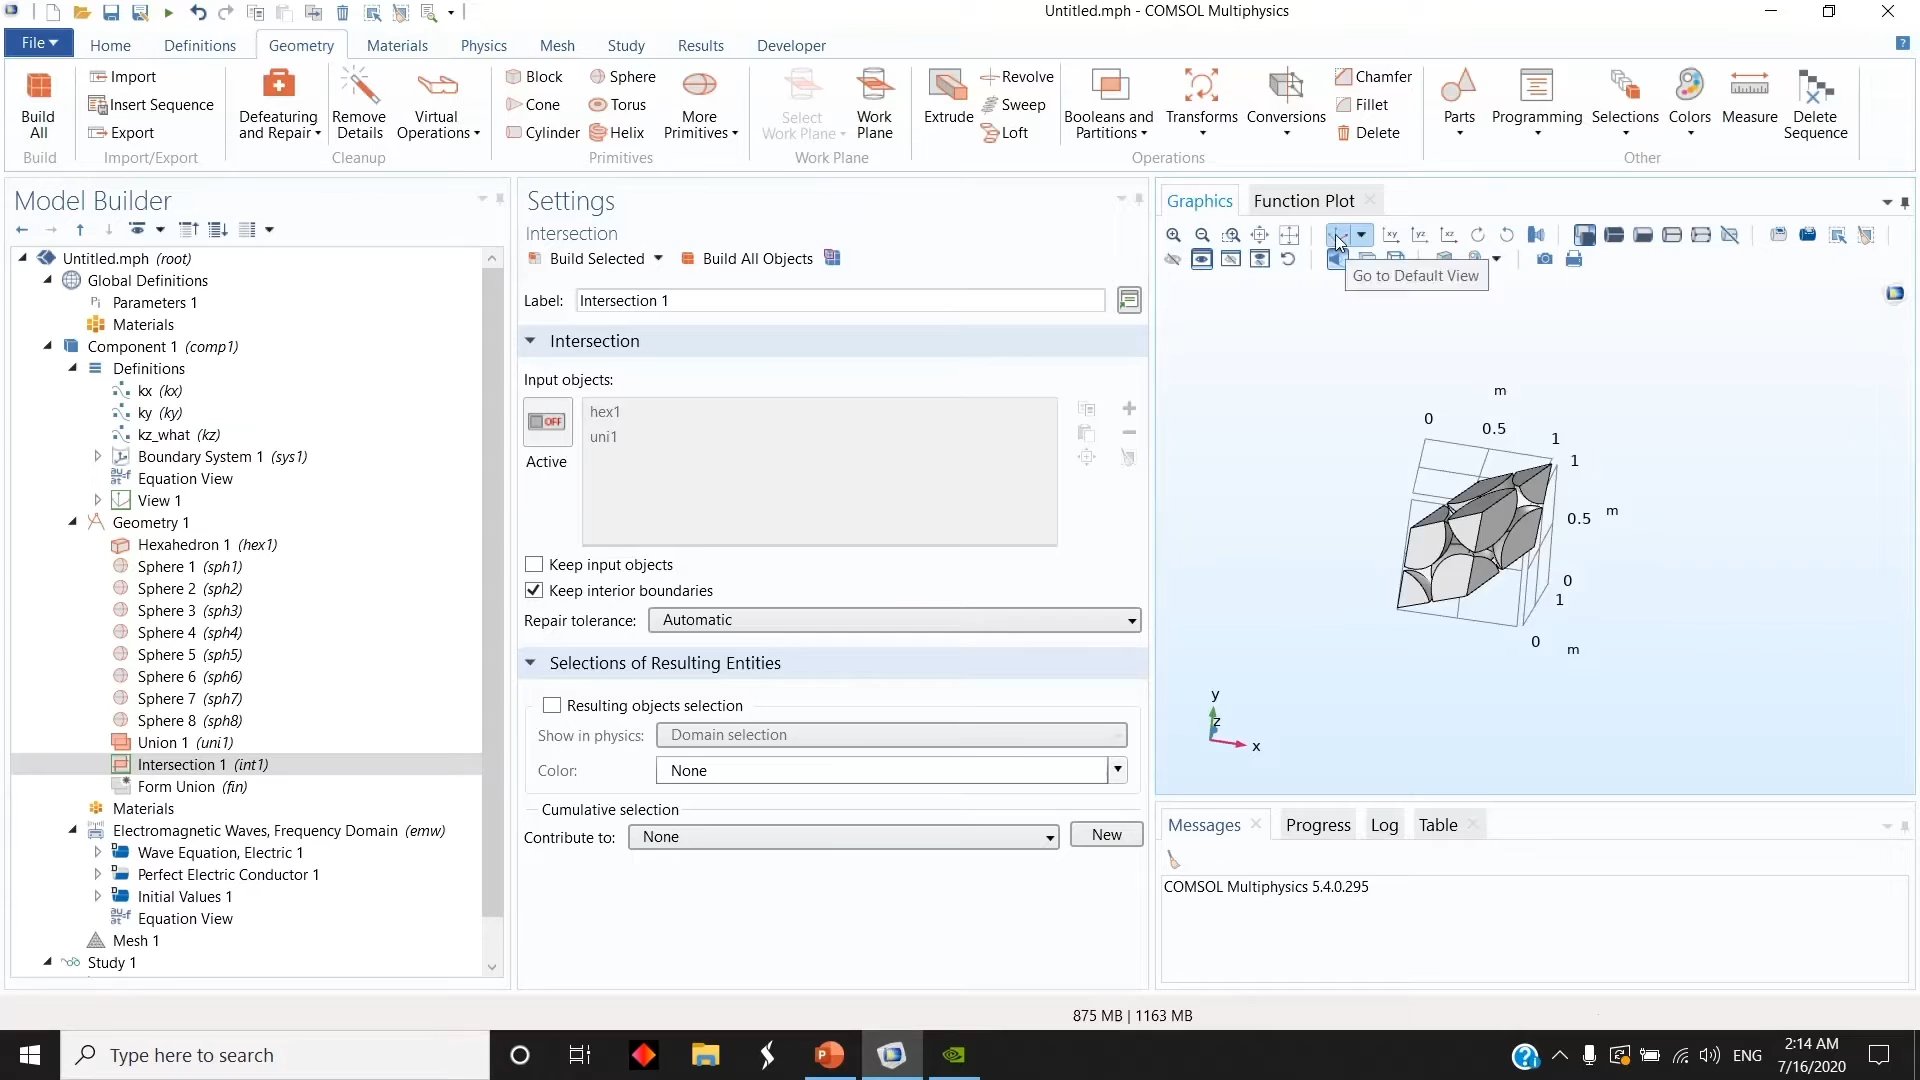 Untitled.mph - COMSOL Multiphysics
File Home Definitions Geometry Materials Physics Mesh Study Results Developer
Build All
Build
Import
Insert Sequence
Export
Import/Export
Defeaturing and Repair
Remove Details
Virtual Operations
Cleanup
Block
Cone
Cylinder
Sphere
Torus
Helix
More Primitives
Primitives
Select Work Plane
Work Plane
Work Plane
Extrude
Revolve
Sweep
Loft
Booleans and Partitions
Transforms
Conversions
Chamfer
Fillet
Delete
Operations
Parts
Programming
Selections
Colors
Measure
Delete Sequence
Other
Model Builder
Untitled.mph (root)
Global Definitions
Pi Parameters 1
Materials
Component 1 (comp1)
Definitions
kx (kx)
ky (ky)
kz_what (kz)
Boundary System 1 (sys1)
Equation View
View 1
Geometry 1
Hexahedron 1 (hex1)
Sphere 1 (sph1)
Sphere 2 (sph2)
Sphere 3 (sph3)
Sphere 4 (sph4)
Sphere 5 (sph5)
Sphere 6 (sph6)
Sphere 7 (sph7)
Sphere 8 (sph8)
Union 1 (uni1)
Intersection 1 (int1)
Form Union (fin)
Materials
Electromagnetic Waves, Frequency Domain (emw)
Wave Equation, Electric 1
Perfect Electric Conductor 1
Initial Values 1
Equation View
Mesh 1
Study 1
Settings
Intersection
Build Selected Build All Objects
Label: Intersection 1
Intersection
Input objects:
OFF
Active
hex1
uni1
Keep input objects
Keep interior boundaries
Repair tolerance: Automatic
Selections of Resulting Entities
Resulting objects selection
Show in physics: Domain selection
Color: None
Cumulative selection
Contribute to: None New
Graphics Function Plot
xy yz xz
Go to Default View
m
0
0.5
1
1
0.5 m
0
1
0
m
y
z
x
Messages Progress Log Table
COMSOL Multiphysics 5.4.0.295
875 MB | 1163 MB
Type here to search
ENG
2:14 AM
7/16/2020